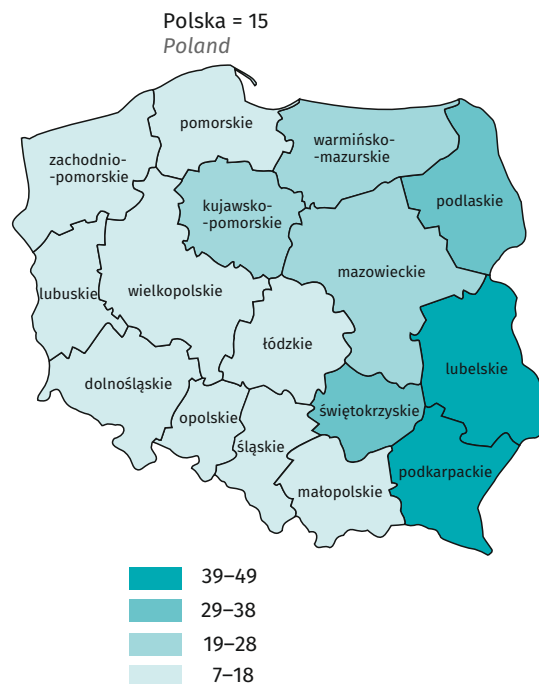 Polska = 15
Poland
pomorskie
warmińsko-
-mazurskie
zachodnio-
-pomorskie
podlaskie
kujawsko-
-pomorskie
mazowieckie
lubuskie
wielkopolskie
łódzkie
lubelskie
dolnośląskie
opolskie
świętokrzyskie
śląskie
podkarpackie
małopolskie
39–49
29–38
19–28
7–18